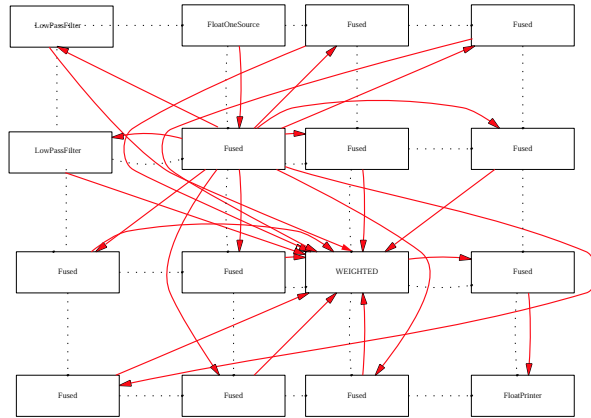 LowPassFilter
FloatOneSource
Fused
Fused
LowPassFilter
Fused
Fused
Fused
Fused
Fused
WEIGHTED
Fused
Fused
Fused
Fused
FloatPrinter